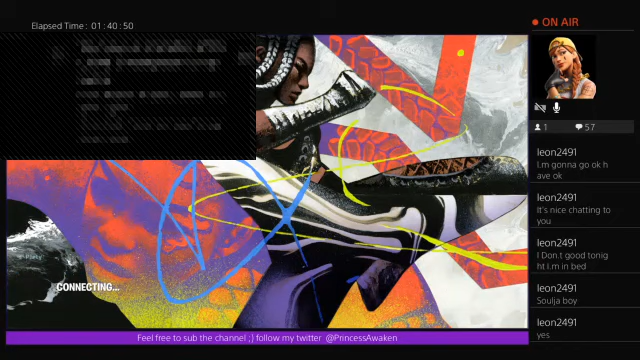 Elapsed Time : 01:40:50
ON AIR
1
57
leon2491
I.m gonna go ok h
ave ok
leon2491
It's nice chatting to
you
leon2491
I Don.t good tonig
ht I.m in bed
leon2491
Soulja boy
leon2491
yes
CONNECTING...
Feel free to sub the channel ;) follow my twitter @PrincessAwaken